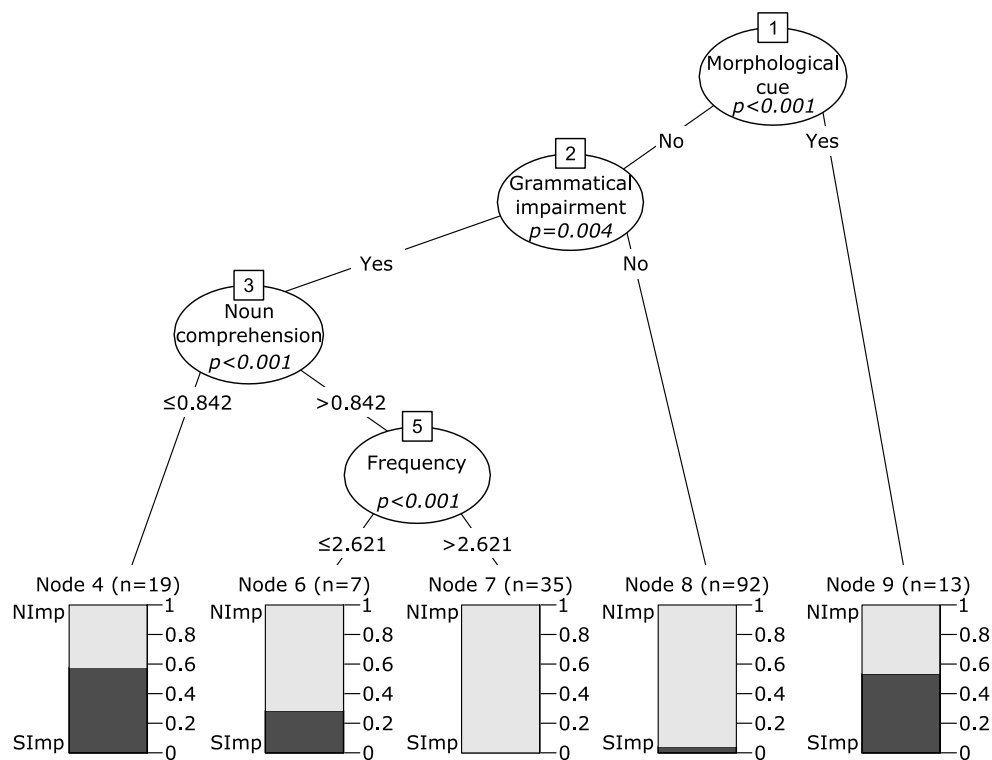 1
Morphological
cue
p<0.001
No
Yes
2
Grammatical
impairment
p=0.004
Yes
No
3
Noun
comprehension
p<0.001
≤0.842
>0.842
5
Frequency
p<0.001
≤2.621
>2.621
Node 4 (n=19)
Node 6 (n=7)
Node 7 (n=35)
Node 8 (n=92)
Node 9 (n=13)
NImp
1
0.8
0.6
0.4
0.2
SImp
0
NImp
1
0.8
0.6
0.4
0.2
SImp
0
NImp
1
0.8
0.6
0.4
0.2
SImp
0
NImp
1
0.8
0.6
0.4
0.2
SImp
0
NImp
1
0.8
0.6
0.4
0.2
SImp
0